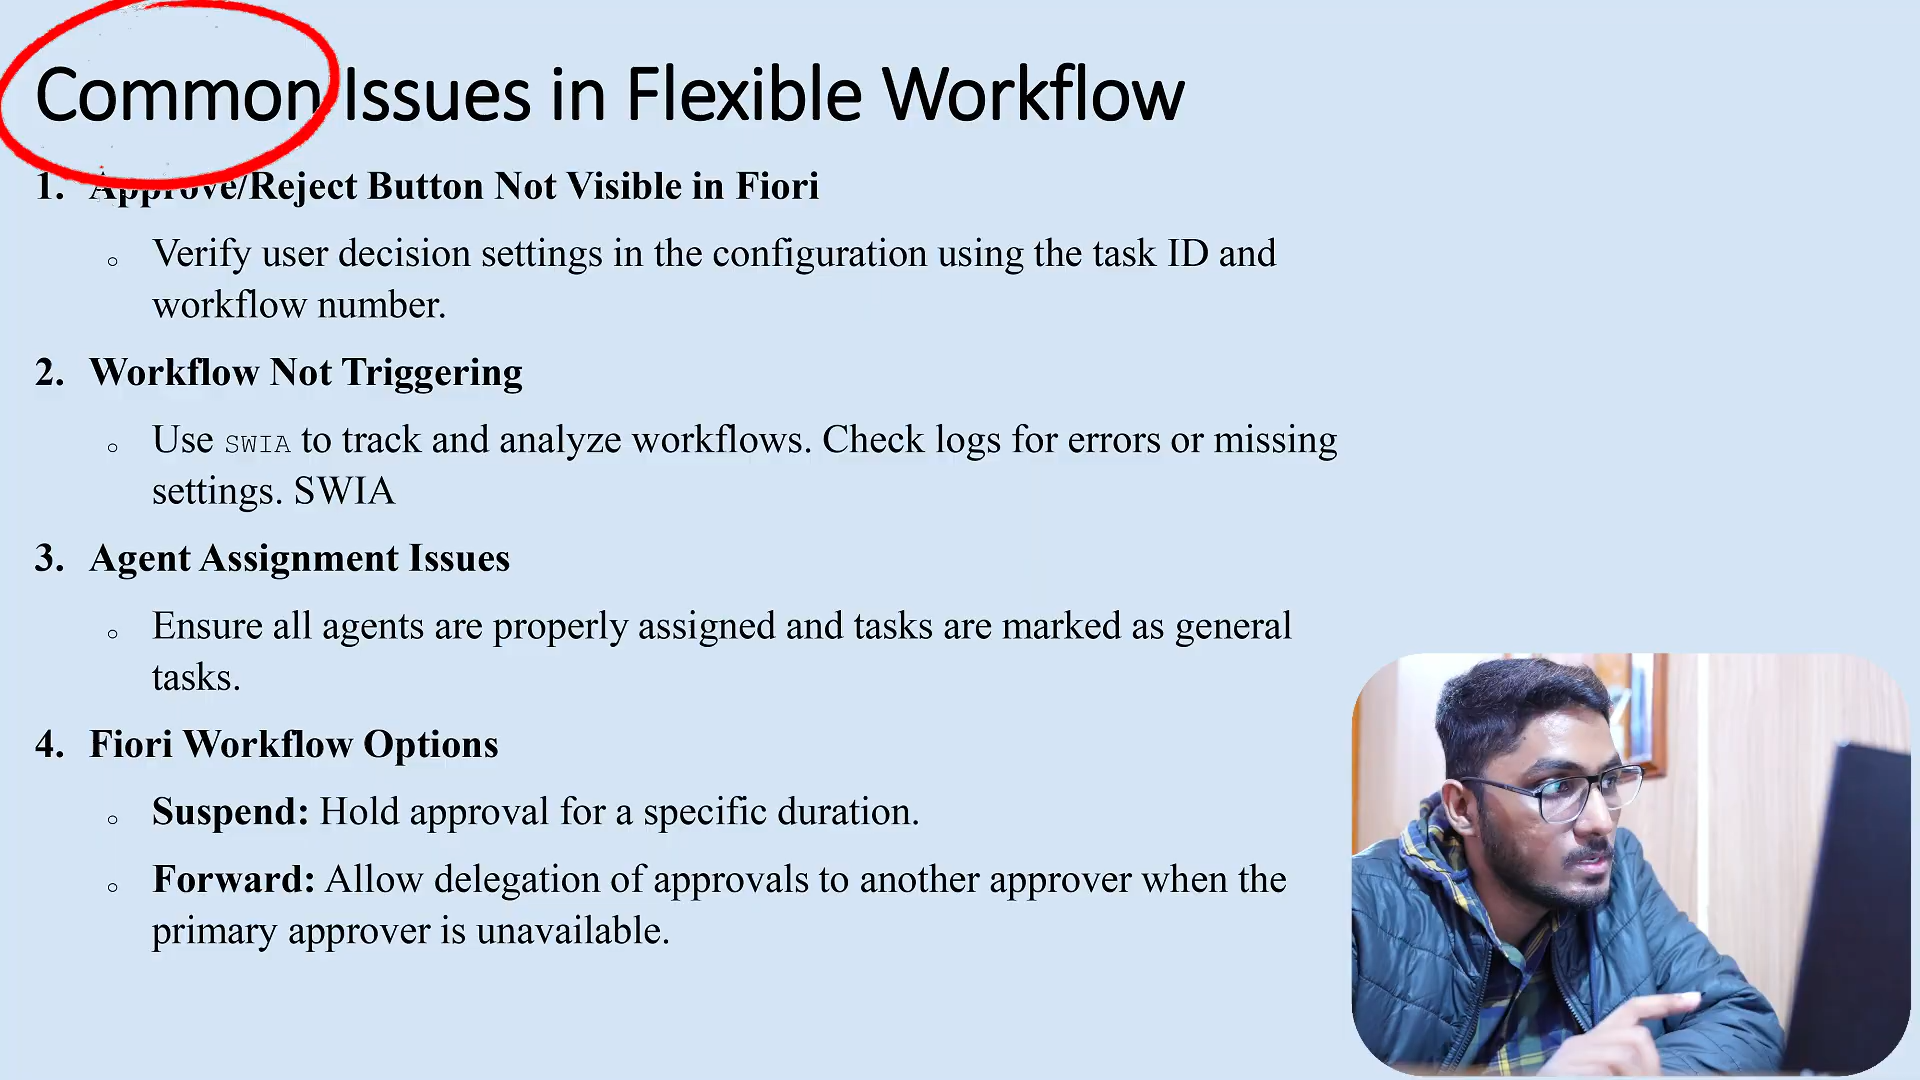 Common Issues in Flexible Workflow
1. Approve/Reject Button Not Visible in Fiori
○ Verify user decision settings in the configuration using the task ID and
workflow number.
2. Workflow Not Triggering
○ Use SWIA to track and analyze workflows. Check logs for errors or missing
settings. SWIA
3. Agent Assignment Issues
○ Ensure all agents are properly assigned and tasks are marked as general
tasks.
4. Fiori Workflow Options
○ Suspend: Hold approval for a specific duration.
○ Forward: Allow delegation of approvals to another approver when the
primary approver is unavailable.